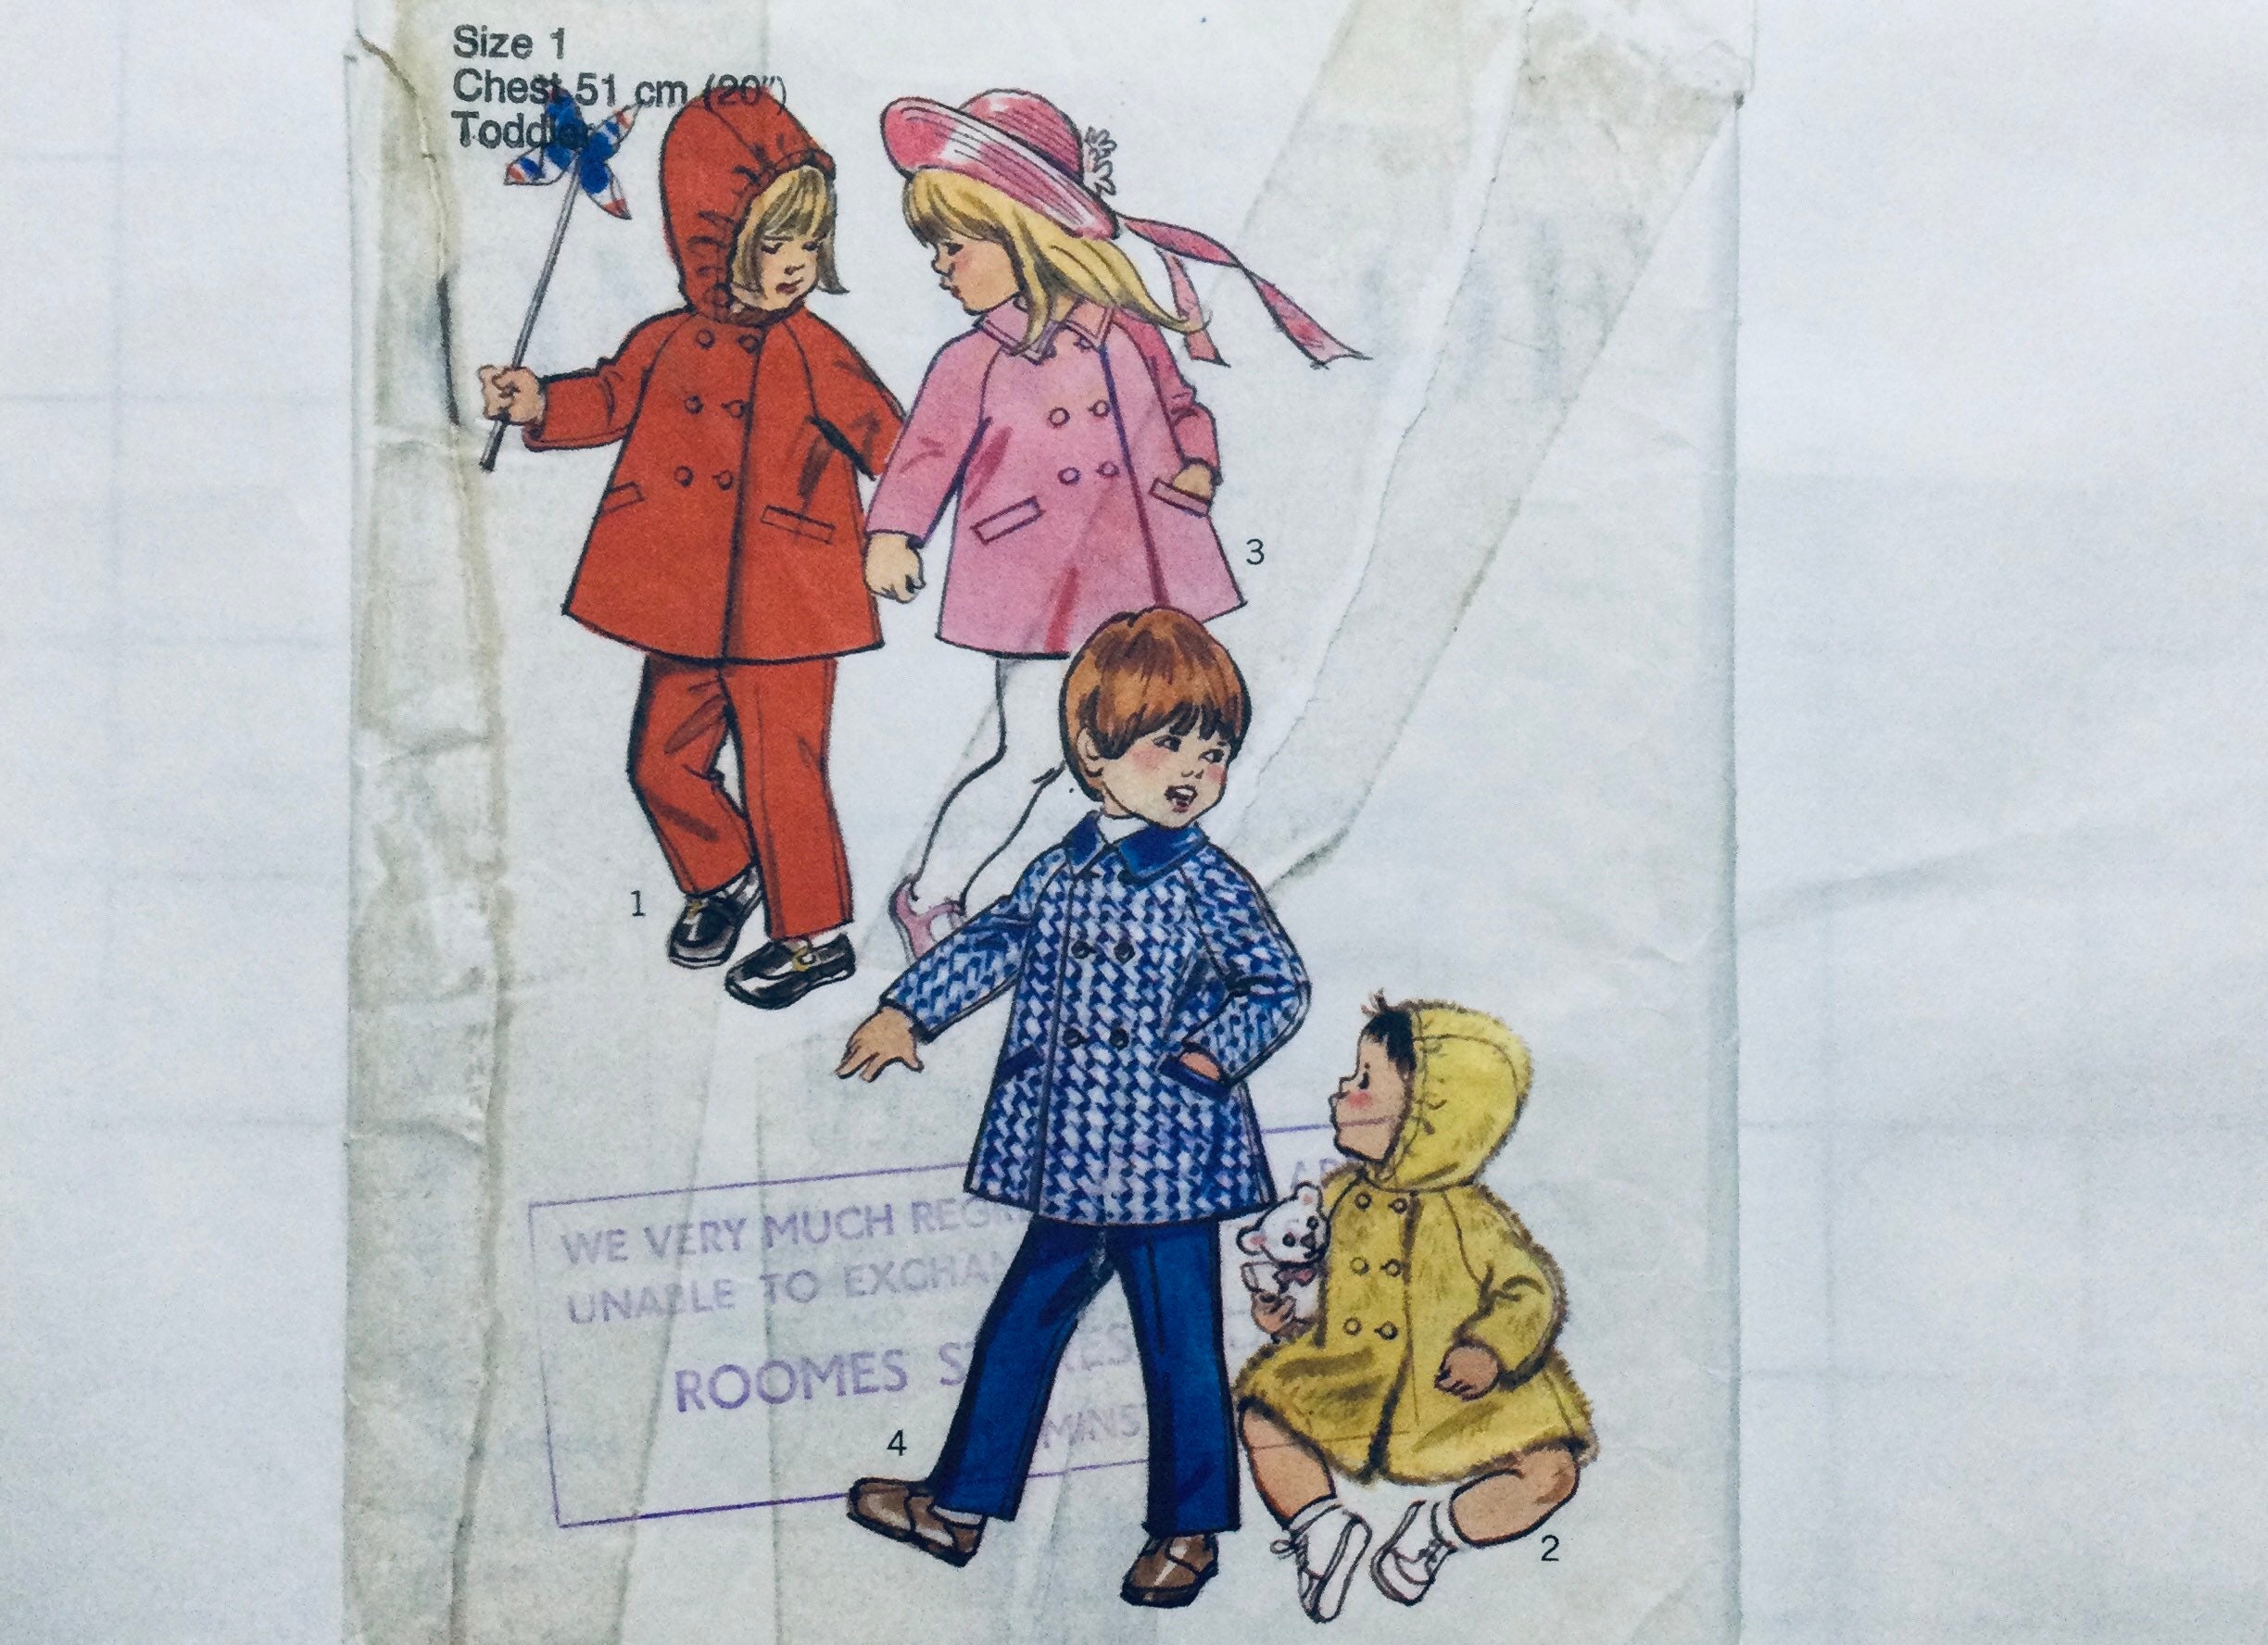 Size 1
Chest 51 cm (20")
Toddler
3
1
WE VERY MUCH
UNABLE TO
ROOMES
4
2